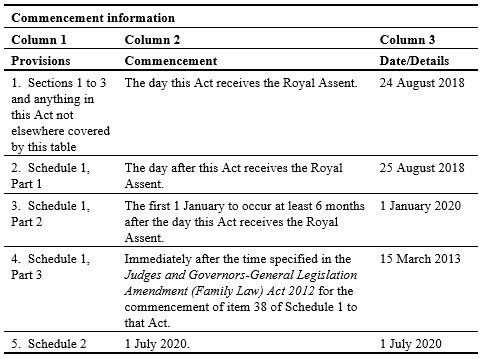 Commencement information
Column 1 Column 2 Column 3
Provisions Commencement Date/Details
1. Sections 1 to 3 The day this Act receives the Royal Assent. 24 August 2018
and anything in
this Act not
elsewhere covered
by this table
2. Schedule 1, The day after this Act receives the Royal 25 August 2018
Part 1 Assent.
3. Schedule 1, The first 1 January to occur at least 6 months 1 January 2020
Part 2 after the day this Act receives the Royal
Assent.
4. Schedule 1, Immediately after the time specified in the 15 March 2013
Part 3 Judges and Governors-General Legislation
Amendment (Family Law) Act 2012 for the
commencement of item 38 of Schedule 1 to
that Act.
5. Schedule 2 1 July 2020. 1 July 2020